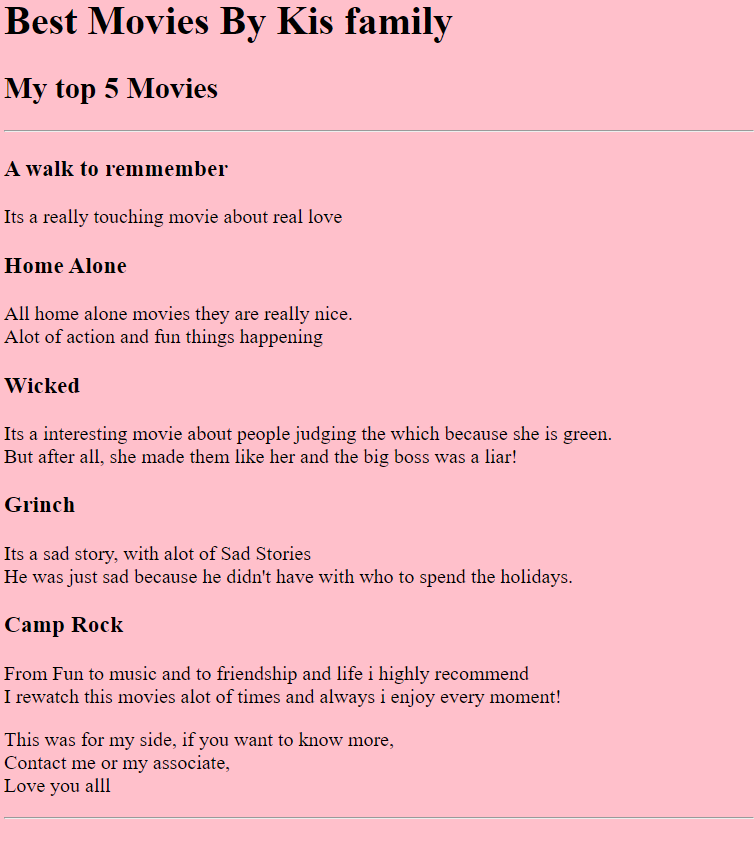 Best Movies By Kis family
My top 5 Movies
A walk to remmember
Its a really touching movie about real love
Home Alone
All home alone movies they are really nice.
Alot of action and fun things happening
Wicked
Its a interesting movie about people judging the which because she is green.
But after all, she made them like her and the big boss was a liar!
Grinch
Its a sad story, with alot of Sad Stories
He was just sad because he didn't have with who to spend the holidays.
Camp Rock
From Fun to music and to friendship and life i highly recommend
I rewatch this movies alot of times and always i enjoy every moment!
This was for my side, if you want to know more,
Contact me or my associate,
Love you alll